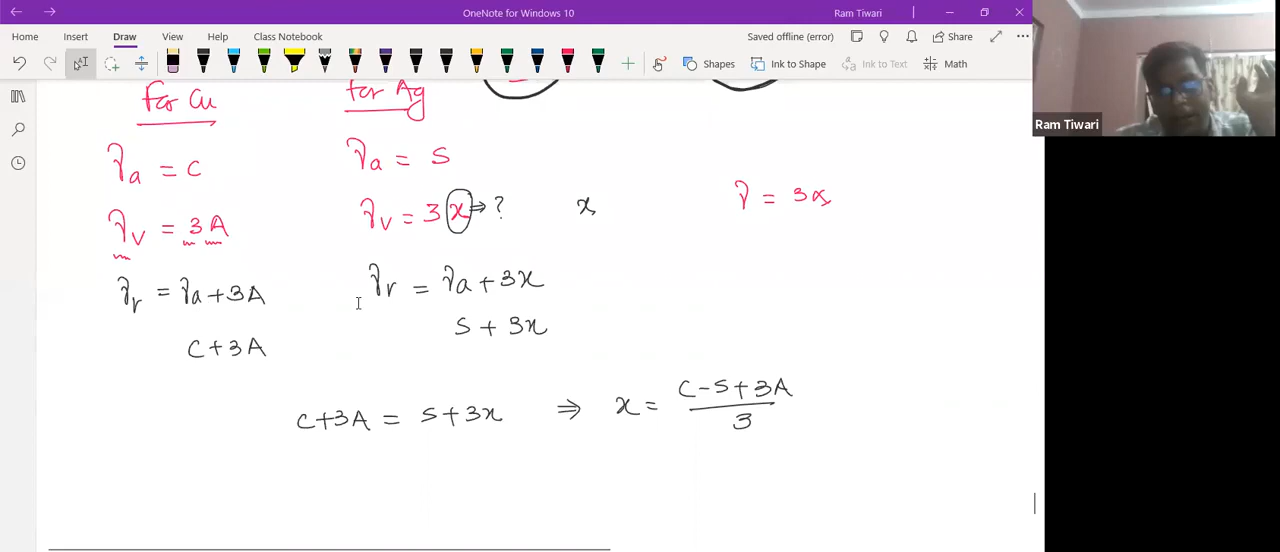 OneNote for Windows 10
Ram Tiwari
Home Insert Draw View Help Class Notebook
Saved offline (error)
Share
Shapes
Ink to Shape
Ink to Text
Math
Ram Tiwari
for Cu
for Ag
γa = C
γa = S
γv = 3A
γv = 3x ⇒ ?
x
γ = 3α
γr = γa + 3A
γr = γa + 3x
C + 3A
S + 3x
C + 3A = S + 3x ⇒ x = (C - S + 3A) / 3